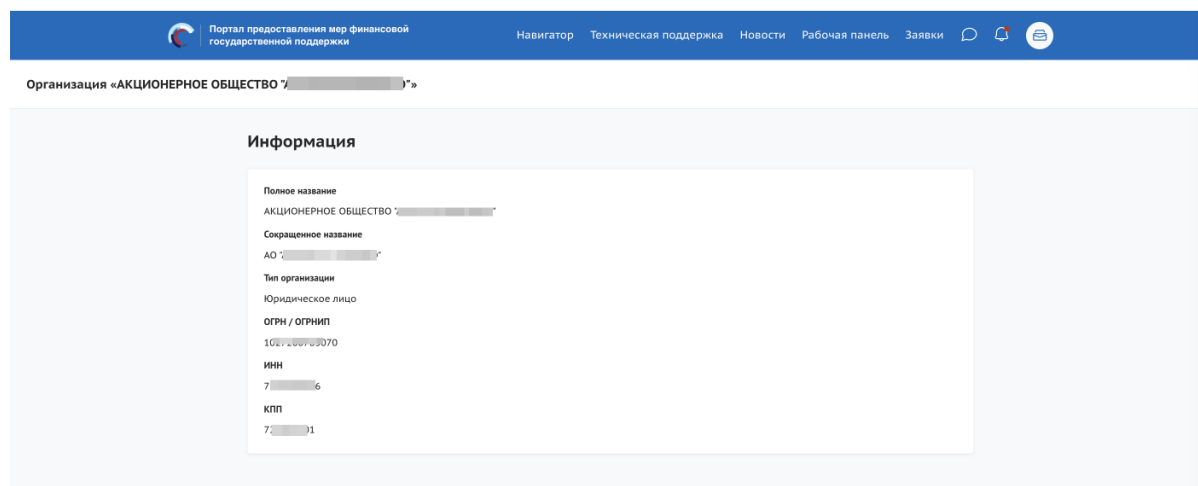 Портал предоставления мер финансовой
государственной поддержки
Навигатор Техническая поддержка Новости Рабочая панель Заявки
Организация «АКЦИОНЕРНОЕ ОБЩЕСТВО "
"»
Информация
Полное название
АКЦИОНЕРНОЕ ОБЩЕСТВО "
"
Сокращенное название
АО "
"
Тип организации
Юридическое лицо
ОГРН / ОГРНИП
ИНН
КПП